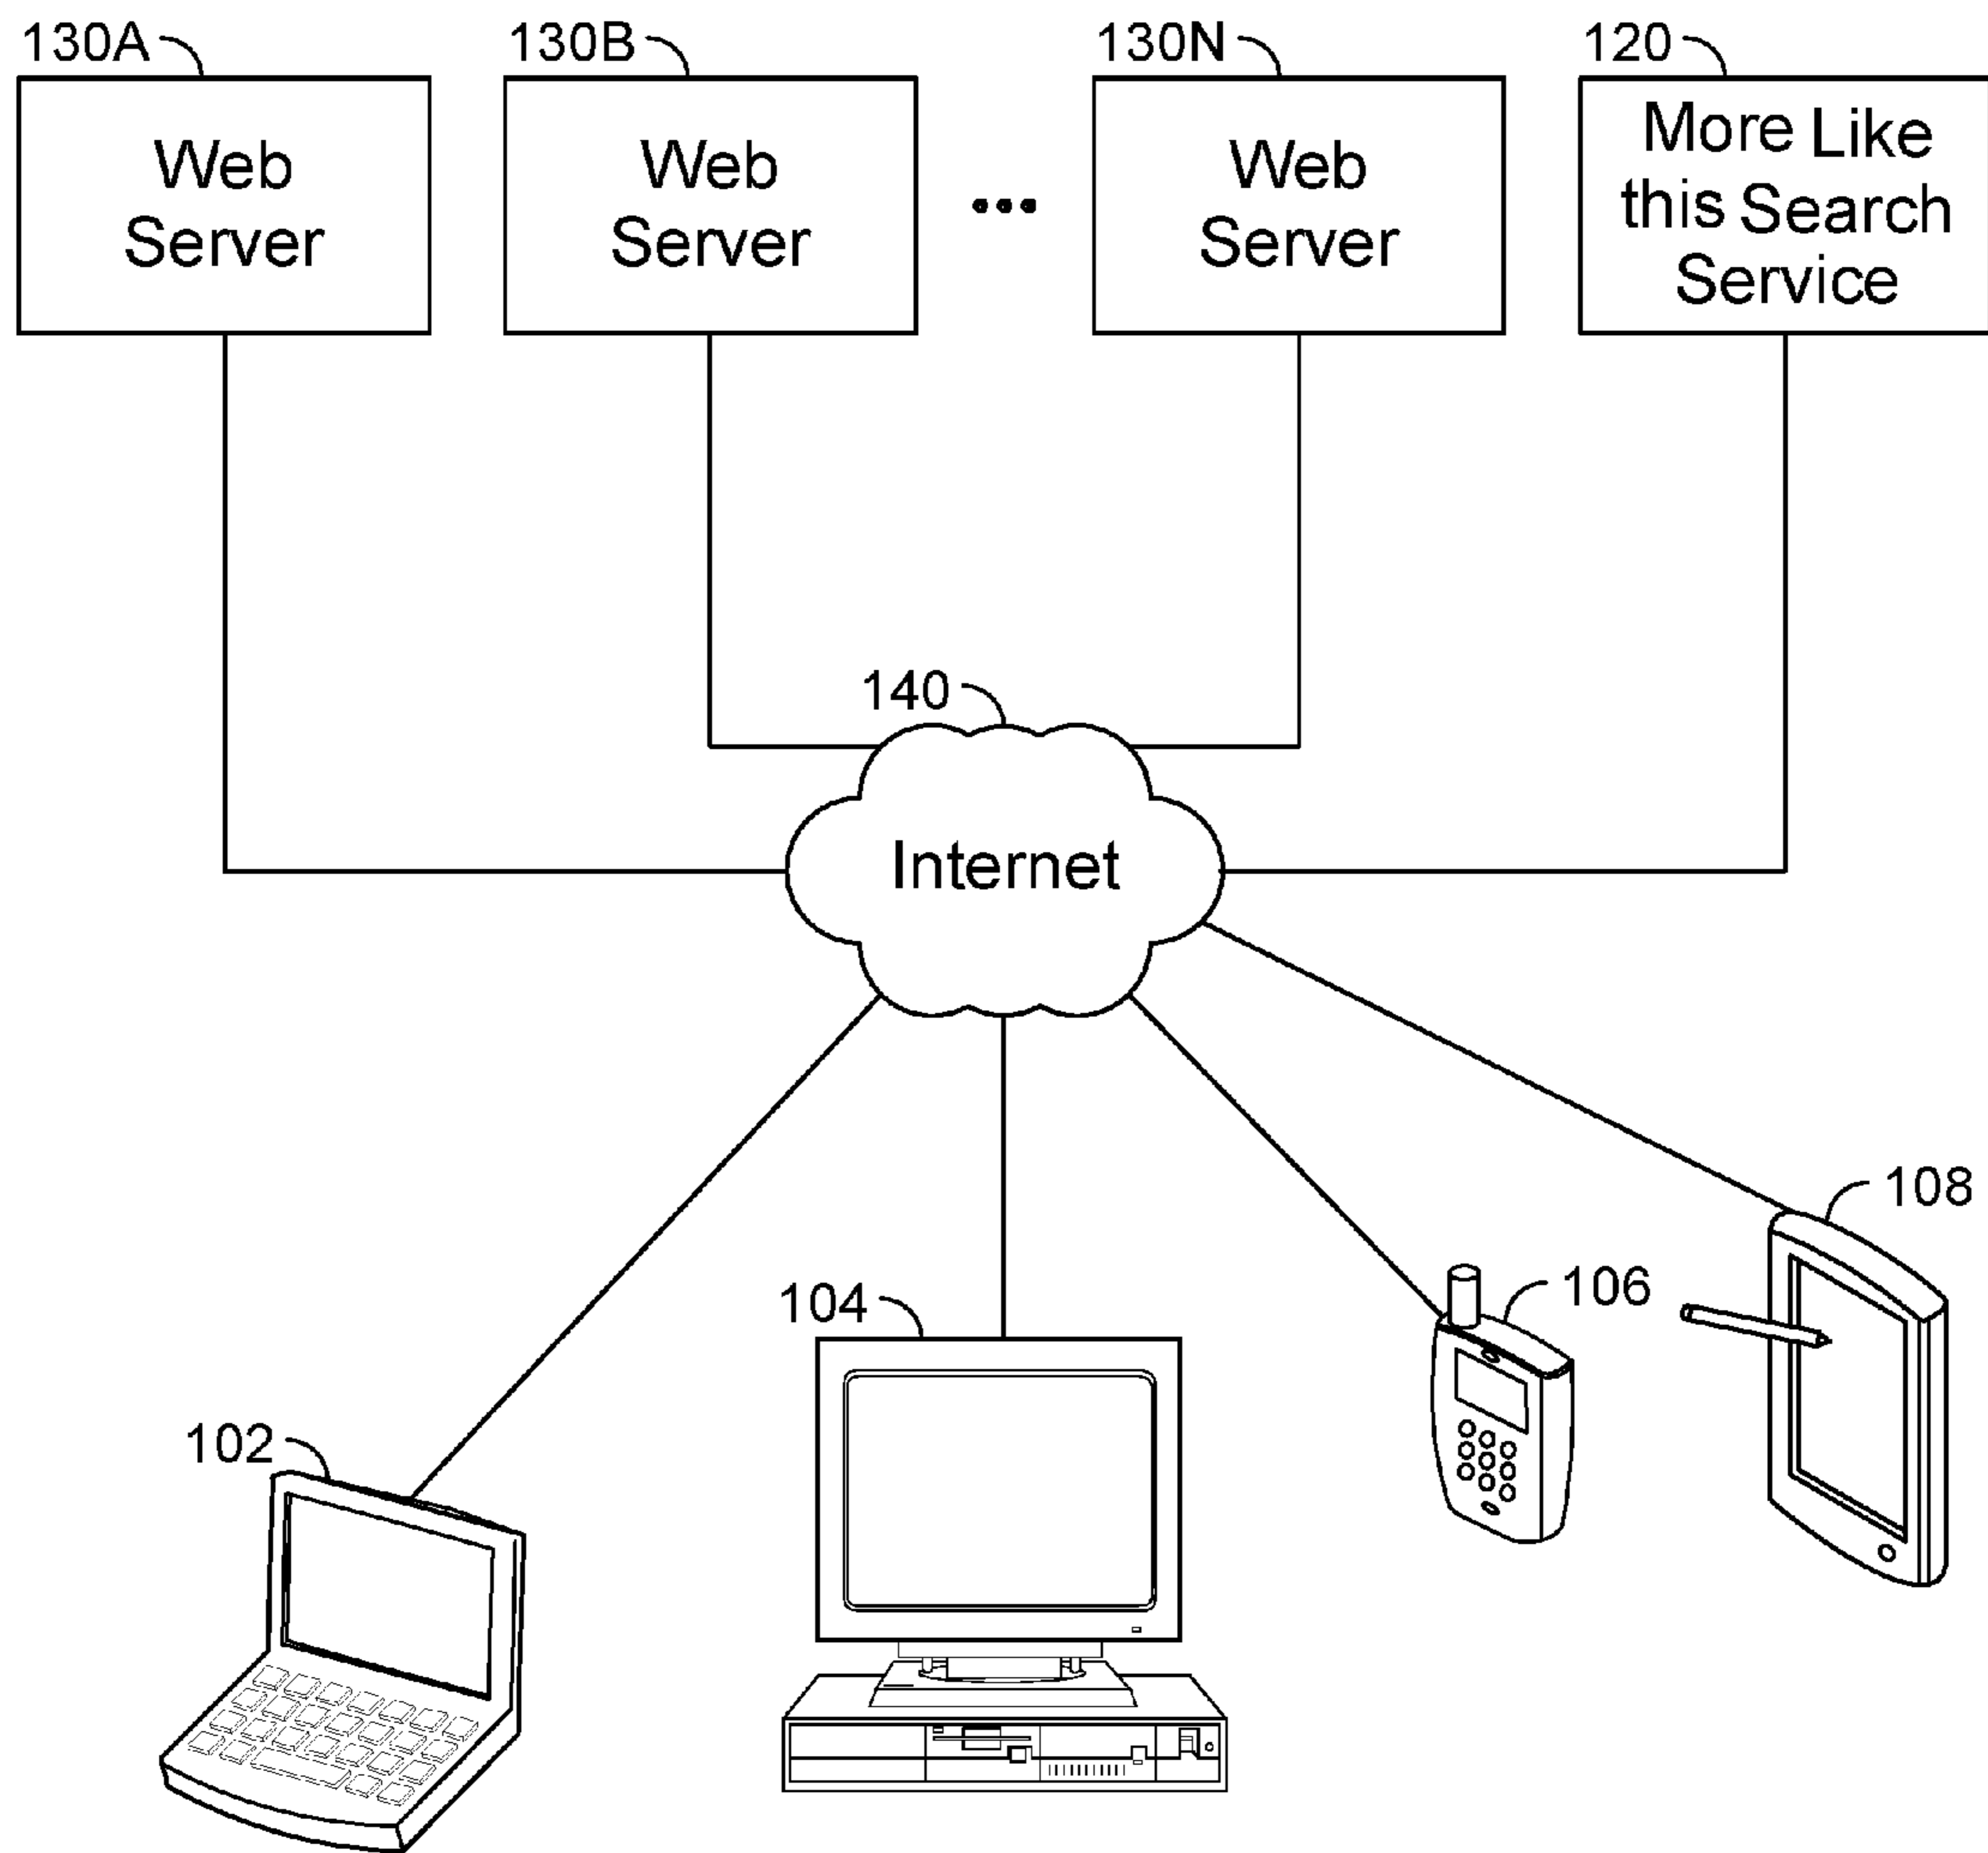 130A
130B
130N
120
Web
Server
Web
Server
...
Web
Server
More Like
this Search
Service
140
Internet
108
106
104
102